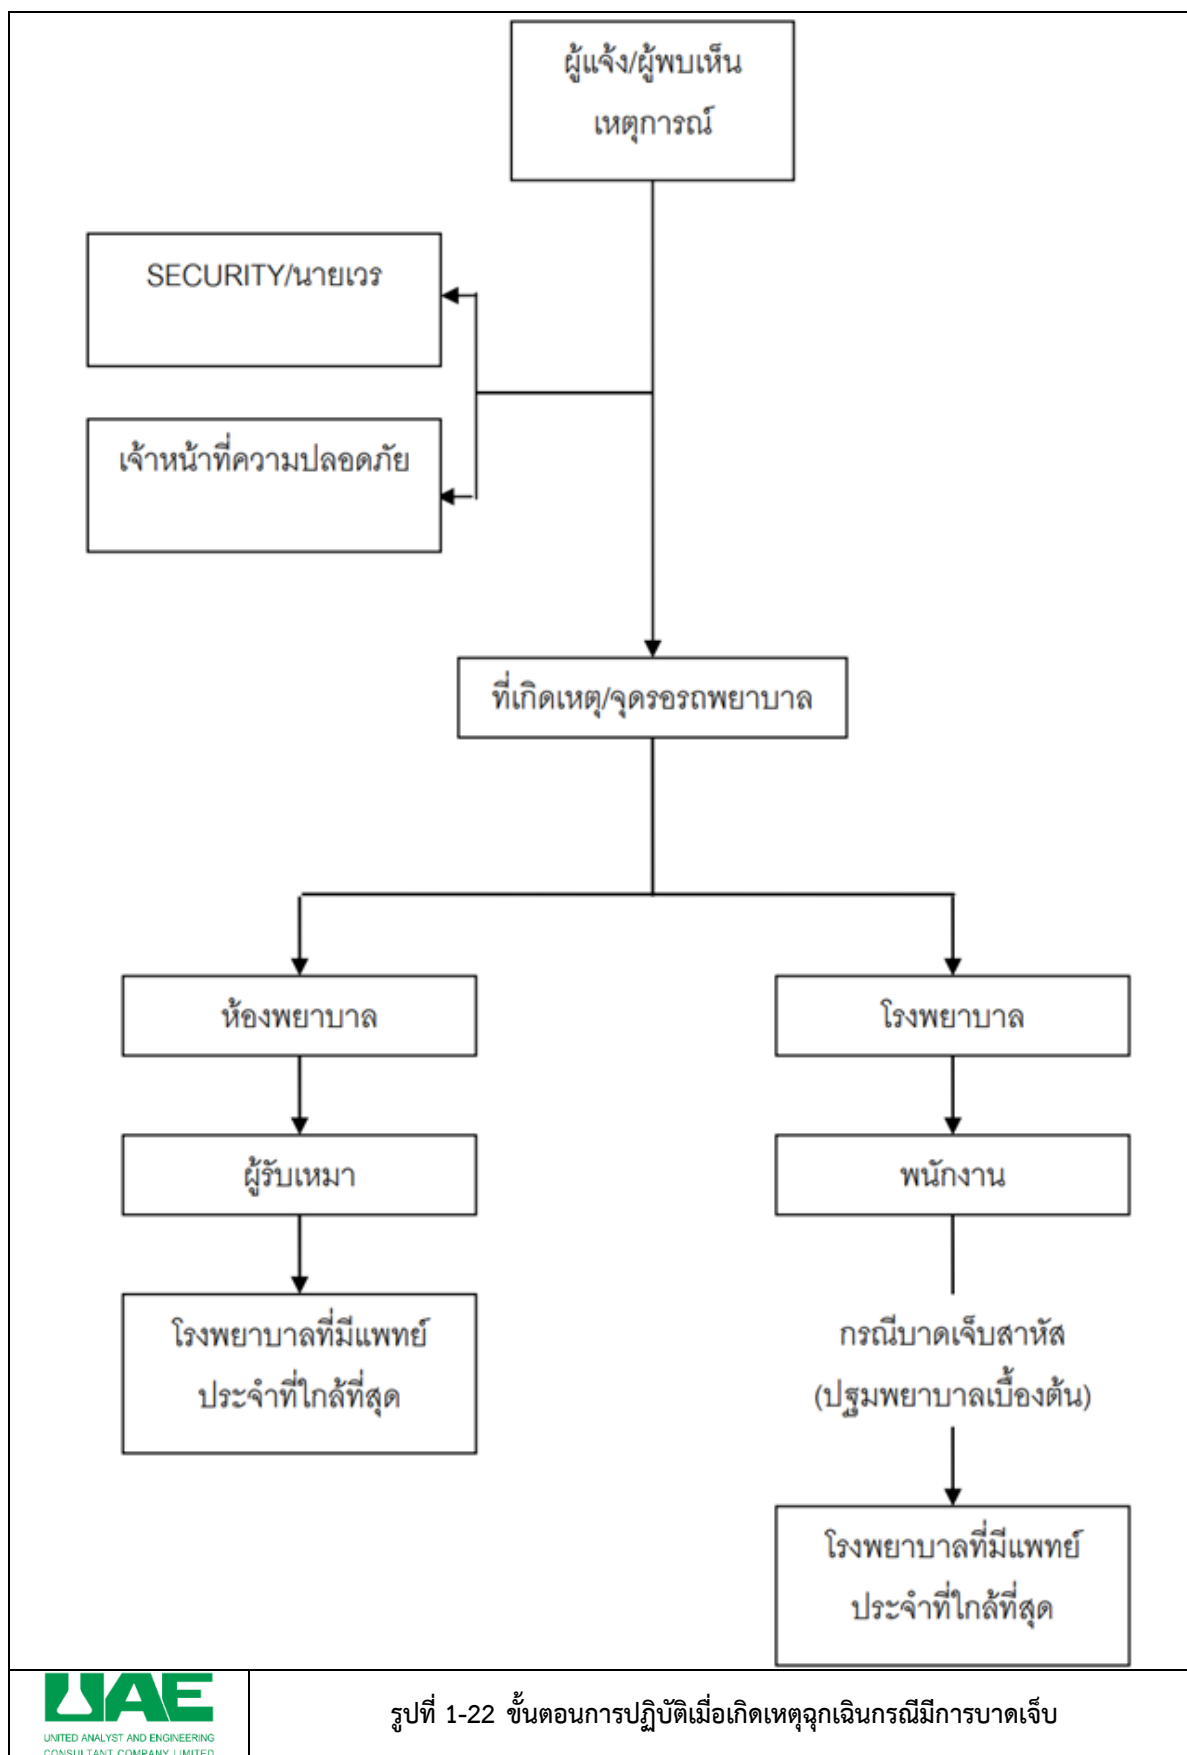 ผู้แจ้ง/ผู้พบเห็น
เหตุการณ์
SECURITY/นายเวร
เจ้าหน้าที่ความปลอดภัย
ที่เกิดเหตุ/จุดรอรถพยาบาล
ห้องพยาบาล
โรงพยาบาล
ผู้รับเหมา
พนักงาน
โรงพยาบาลที่มีแพทย์
ประจำที่ใกล้ที่สุด
กรณีบาดเจ็บสาหัส
(ปฐมพยาบาลเบื้องต้น)
โรงพยาบาลที่มีแพทย์
ประจำที่ใกล้ที่สุด
UAE
UNITED ANALYST AND ENGINEERING
CONSULTANT COMPANY LIMITED
รูปที่ 1-22 ขั้นตอนการปฏิบัติเมื่อเกิดเหตุฉุกเฉินกรณีมีการบาดเจ็บ